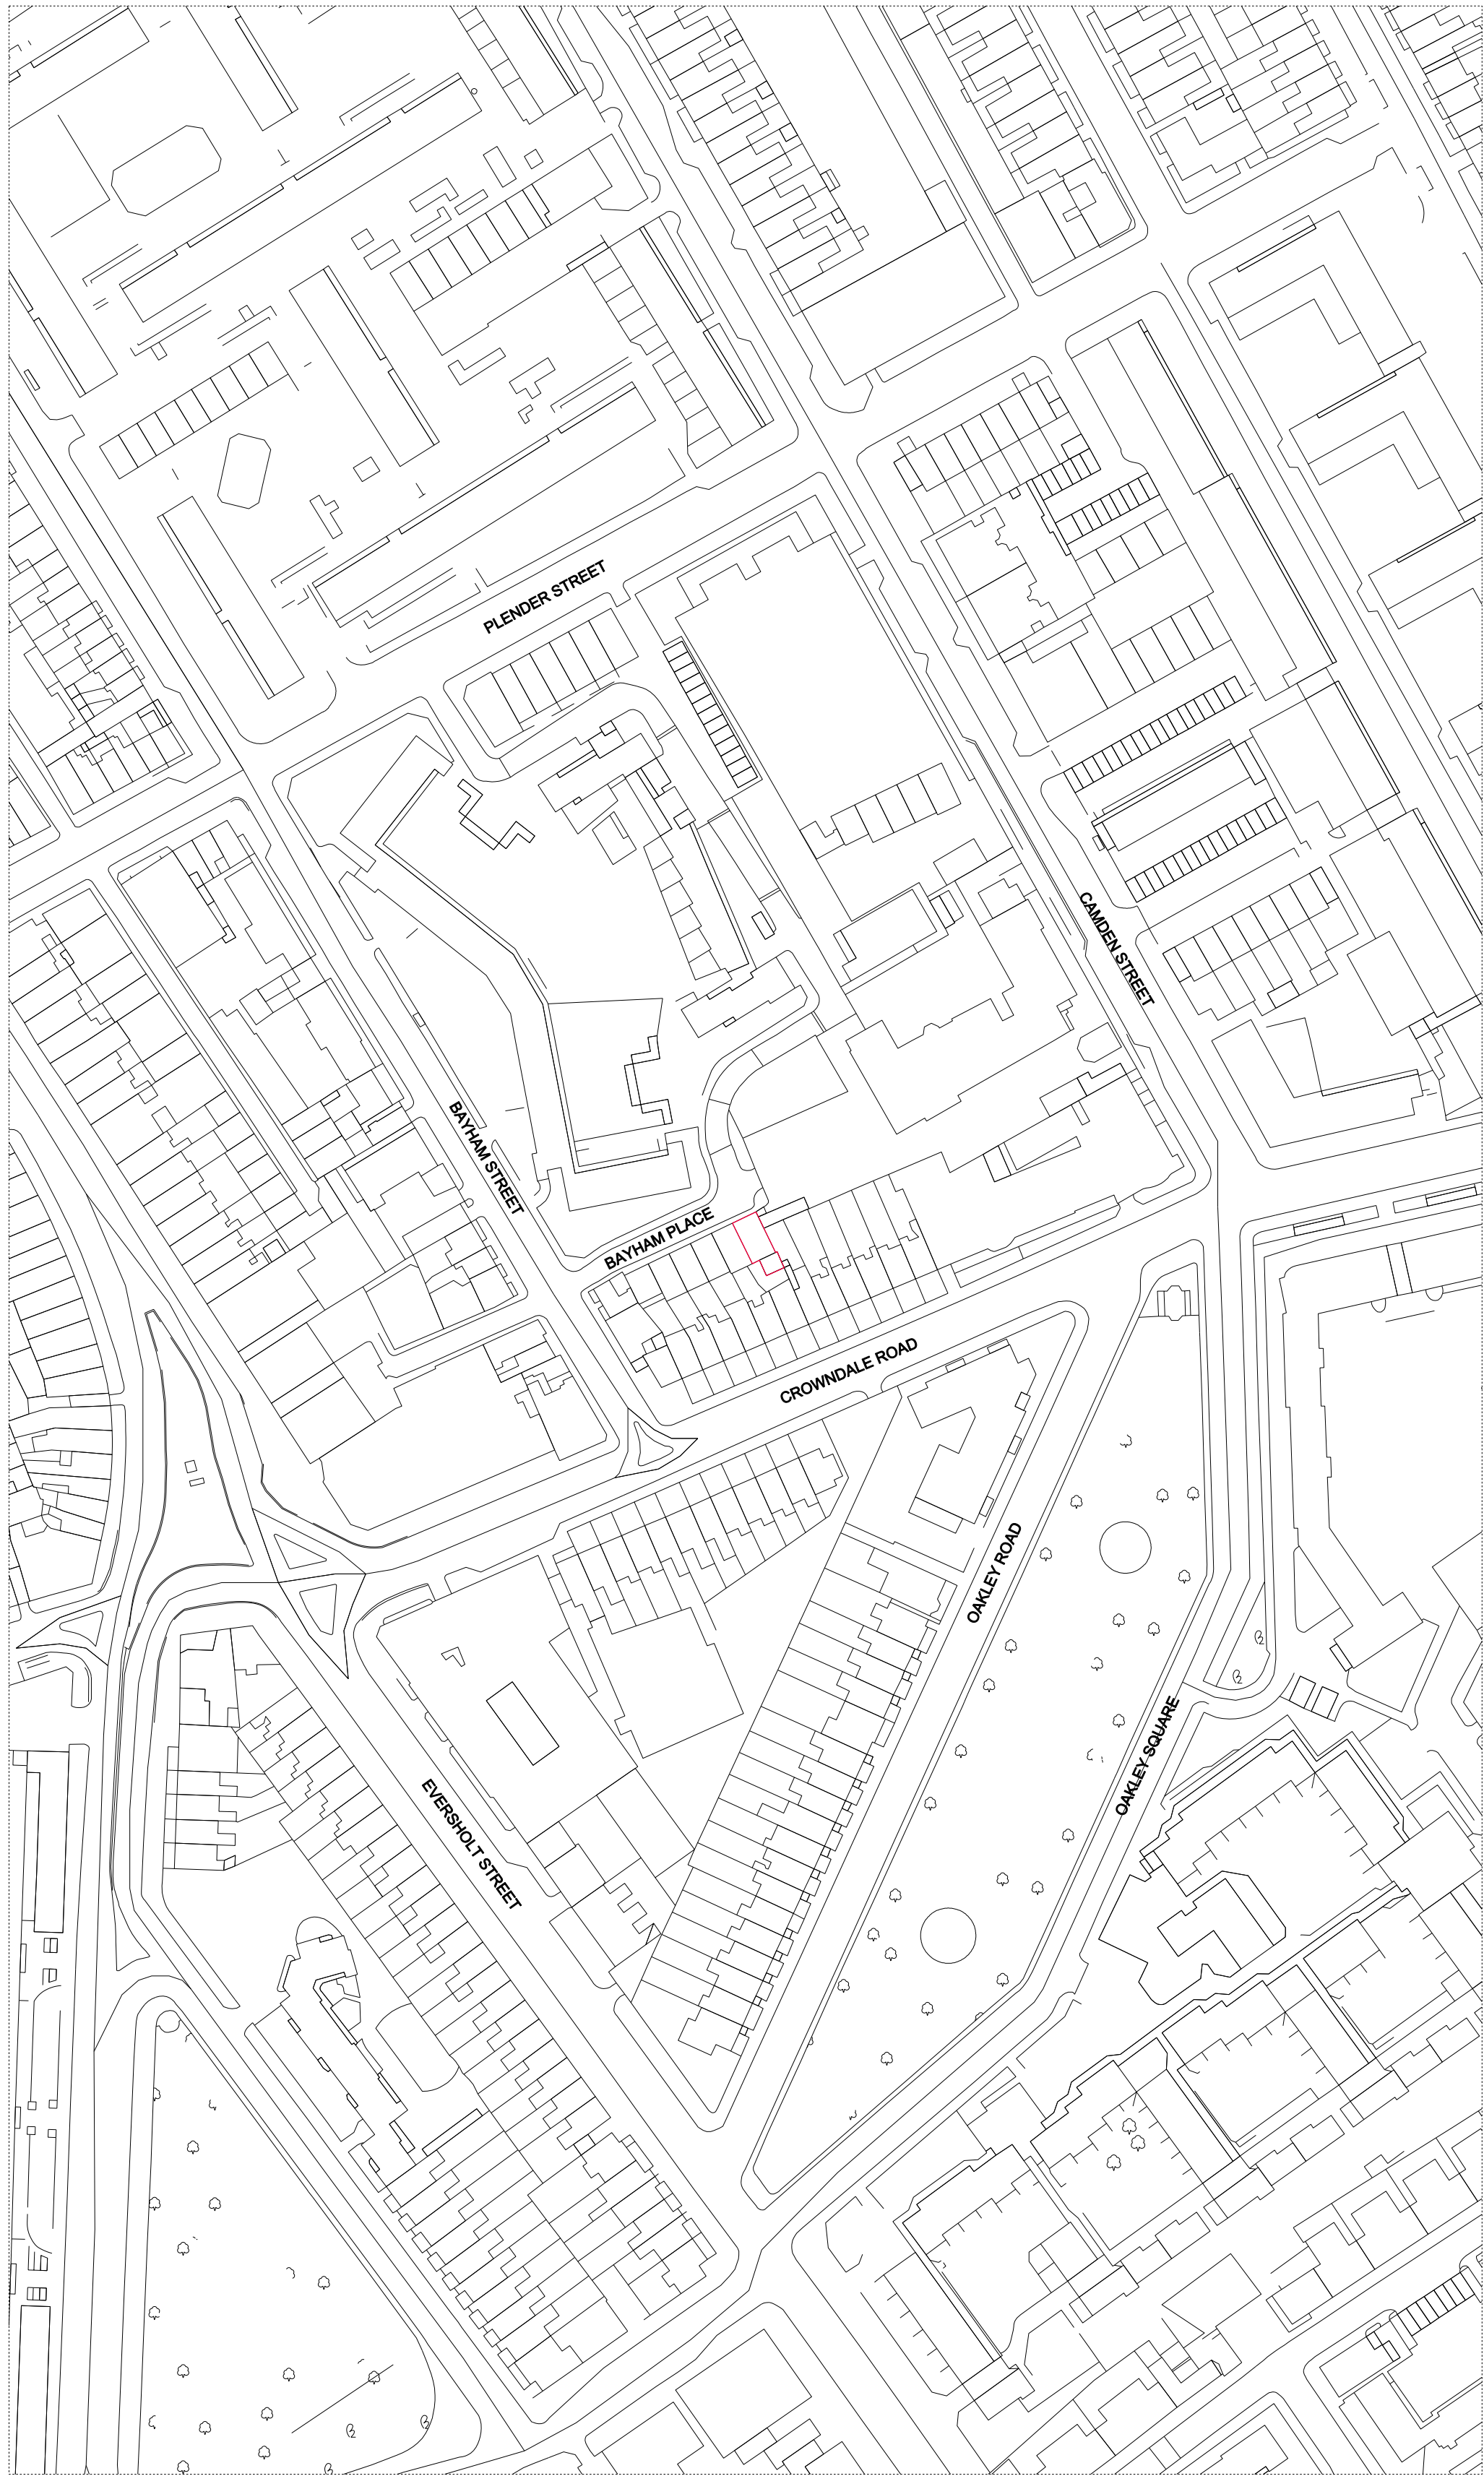 PLENDER STREET
CAMDEN STREET
BAYHAM STREET
BAYHAM PLACE
CROWNDALE ROAD
OAKLEY ROAD
OAKLEY SQUARE
EVERSHOLT STREET